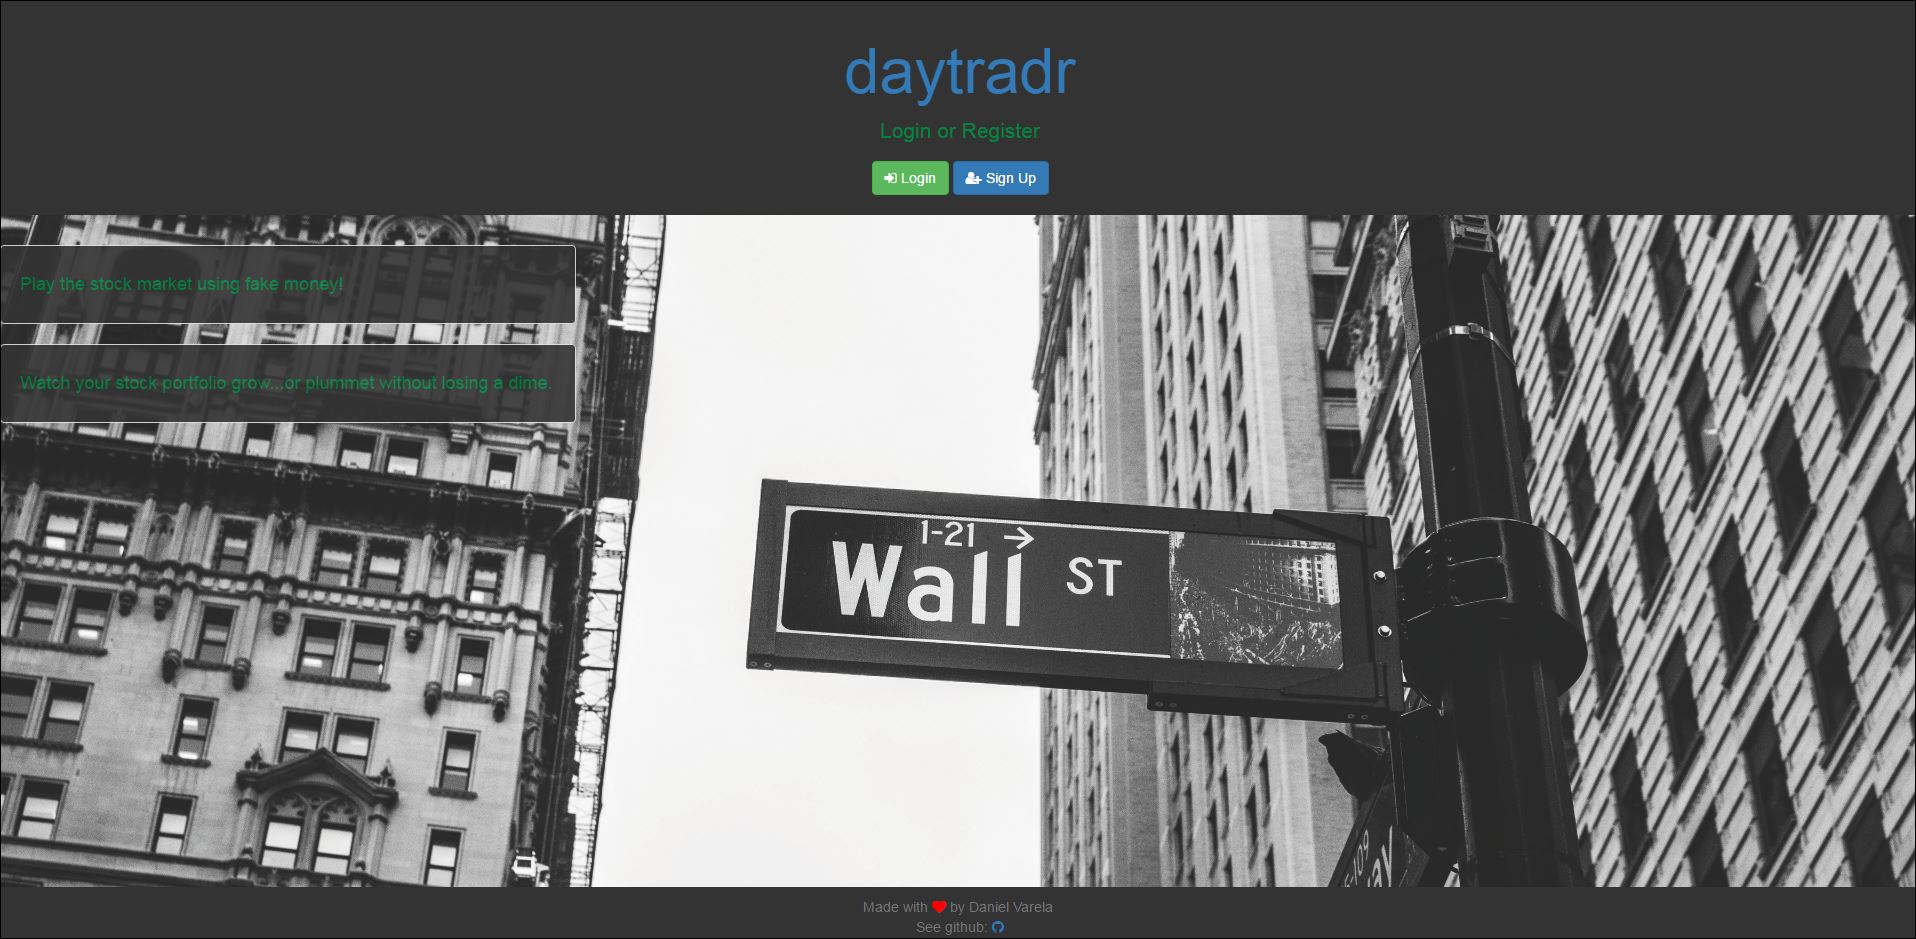 daytradr
Login or Register
Login
Sign Up
Play the stock market using fake money!
Watch your stock portfolio grow...or plummet without losing a dime.
1-21 →
Wall ST
Made with ❤ by Daniel Varela
See github: